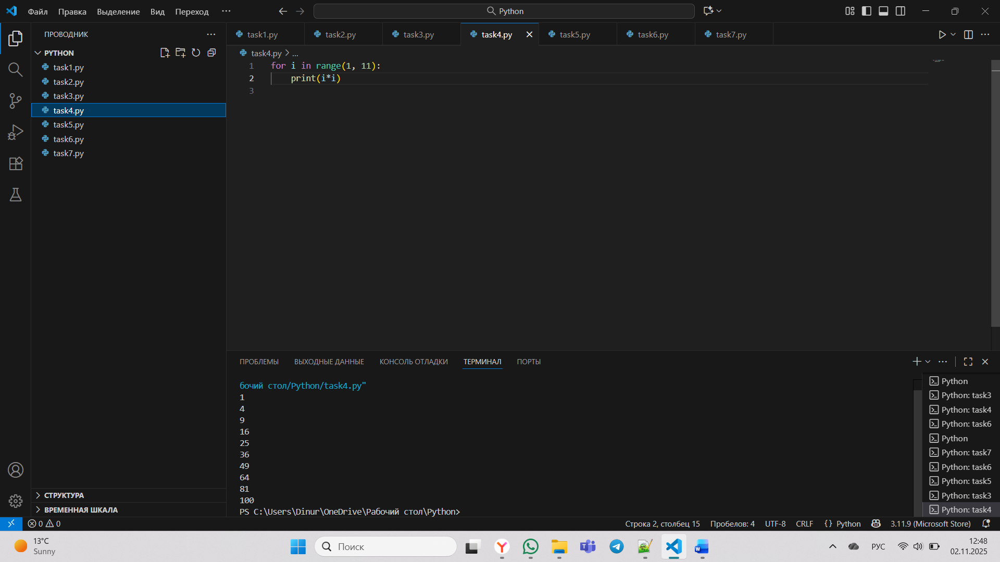 Файл Правка Выделение Вид Переход ··· Python
ПРОВОДНИК ···
PYTHON
task1.py
task2.py
task3.py
task4.py
task5.py
task6.py
task7.py
СТРУКТУРА
ВРЕМЕННАЯ ШКАЛА
task1.py task2.py task3.py task4.py task5.py task6.py task7.py
task4.py > ...
1 for i in range(1, 11):
2     print(i*i)
3
ПРОБЛЕМЫ ВЫХОДНЫЕ ДАННЫЕ КОНСОЛЬ ОТЛАДКИ ТЕРМИНАЛ ПОРТЫ
бочий стол/Python/task4.py"
1
4
9
16
25
36
49
64
81
100
PS C:\Users\Dinur\OneDrive\Рабочий стол\Python>
Python
Python: task3
Python: task4
Python: task6
Python
Python: task7
Python: task6
Python: task5
Python: task3
Python: task4
0 0 Строка 2, столбец 15 Пробелов: 4 UTF-8 CRLF {} Python 3.11.9 (Microsoft Store)
13°C
Sunny
Поиск
РУС
12:48
02.11.2025